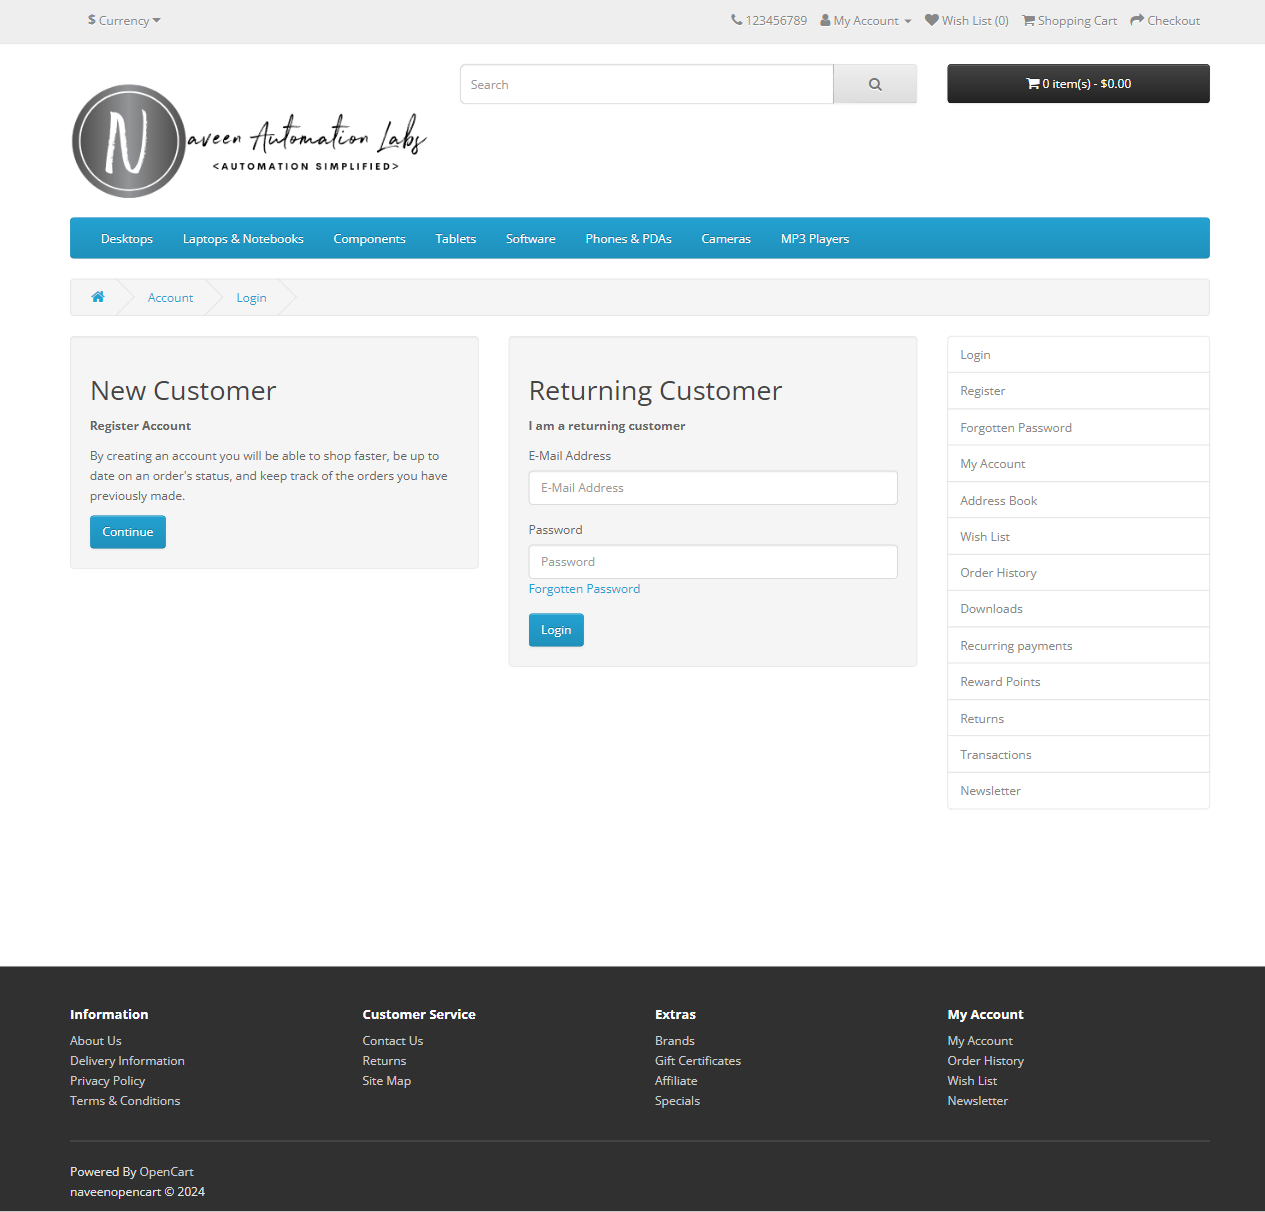 $ Currency
123456789 My Account Wish List (0) Shopping Cart Checkout
Search
0 item(s) - $0.00
N
aveen Automation Labs
<AUTOMATION SIMPLIFIED>
Desktops Laptops & Notebooks Components Tablets Software Phones & PDAs Cameras MP3 Players
Account Login
New Customer
Register Account
By creating an account you will be able to shop faster, be up to
date on an order's status, and keep track of the orders you have
previously made.
Continue
Returning Customer
I am a returning customer
E-Mail Address
E-Mail Address
Password
Password
Forgotten Password
Login
Login
Register
Forgotten Password
My Account
Address Book
Wish List
Order History
Downloads
Recurring payments
Reward Points
Returns
Transactions
Newsletter
Information
About Us
Delivery Information
Privacy Policy
Terms & Conditions
Customer Service
Contact Us
Returns
Site Map
Extras
Brands
Gift Certificates
Affiliate
Specials
My Account
My Account
Order History
Wish List
Newsletter
Powered By OpenCart
naveenopencart © 2024